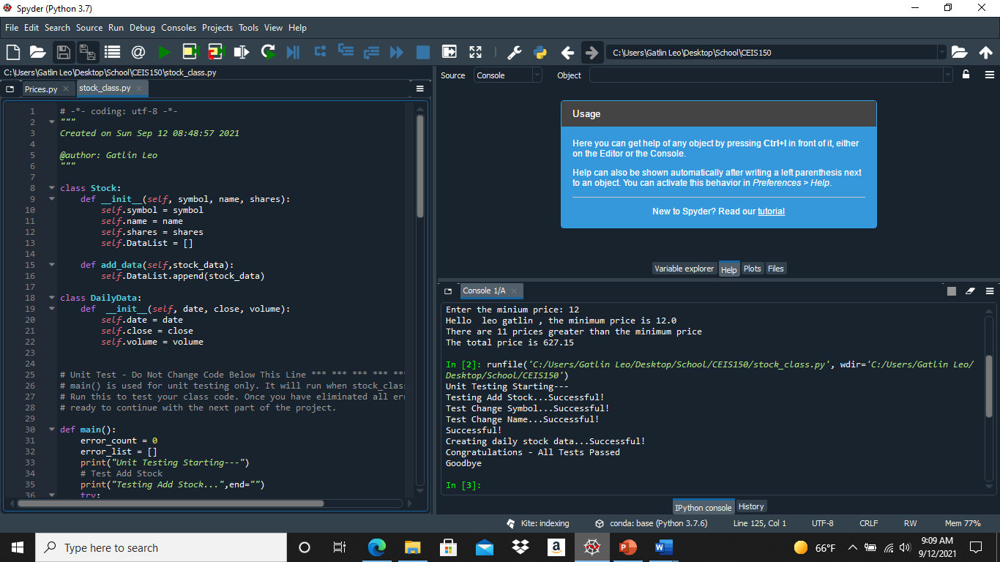 Spyder (Python 3.7)
File Edit Search Source Run Debug Consoles Projects Tools View Help
C:\Users\Gatlin Leo\Desktop\School\CEIS150
C:\Users\Gatlin Leo\Desktop\School\CEIS150\stock_class.py
Prices.py
stock_class.py
1 # -*- coding: utf-8 -*-
2 """
3 Created on Sun Sep 12 08:48:57 2021
4
5 @author: Gatlin Leo
6 """
7
8 class Stock:
9     def __init__(self, symbol, name, shares):
10         self.symbol = symbol
11         self.name = name
12         self.shares = shares
13         self.DataList = []
14
15     def add_data(self,stock_data):
16         self.DataList.append(stock_data)
17
18 class DailyData:
19     def  __init__(self, date, close, volume):
20         self.date = date
21         self.close = close
22         self.volume = volume
23
24
25 # Unit Test - Do Not Change Code Below This Line *** *** *** *** ***
26 # main() is used for unit testing only. It will run when stock_clas
27 # Run this to test your class code. Once you have eliminated all er
28 # ready to continue with the next part of the project.
29
30 def main():
31     error_count = 0
32     error_list = []
33     print("Unit Testing Starting---")
34     # Test Add Stock
35     print("Testing Add Stock...",end="")
36     try:
Source Console Object
Usage
Here you can get help of any object by pressing Ctrl+I in front of it, either
on the Editor or the Console.
Help can also be shown automatically after writing a left parenthesis next
to an object. You can activate this behavior in Preferences > Help.
New to Spyder? Read our tutorial
Variable explorer Help Plots Files
Console 1/A
Enter the minium price: 12
Hello  leo gatlin , the minimum price is 12.0
There are 11 prices greater than the minimum price
The total price is 627.15
In [2]: runfile('C:/Users/Gatlin Leo/Desktop/School/CEIS150/stock_class.py', wdir='C:/Users/Gatlin Leo/
Desktop/School/CEIS150')
Unit Testing Starting---
Testing Add Stock...Successful!
Test Change Symbol...Successful!
Test Change Name...Successful!
Successful!
Creating daily stock data...Successful!
Congratulations - All Tests Passed
Goodbye
In [3]:
IPython console History
Kite: indexing conda: base (Python 3.7.6) Line 125, Col 1 UTF-8 CRLF RW Mem 77%
Type here to search
66°F
9:09 AM
9/12/2021